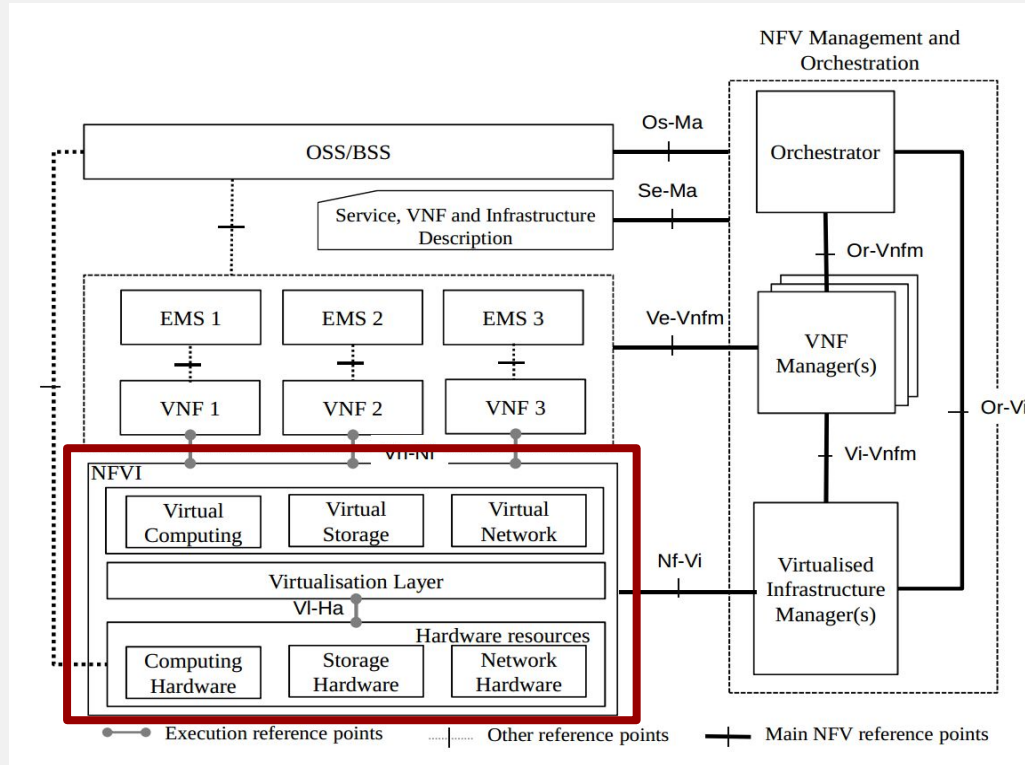 NFV Management and
Orchestration
Os-Ma
OSS/BSS
Orchestrator
Se-Ma
Service, VNF and Infrastructure
Description
Or-Vnfm
EMS 1
EMS 2
EMS 3
Ve-Vnfm
VNF
Manager(s)
VNF 1
VNF 2
VNF 3
Or-Vi
Vi-Vnfm
NFVI
Virtual
Computing
Virtual
Storage
Virtual
Network
Nf-Vi
Virtualised
Infrastructure
Manager(s)
Virtualisation Layer
Vl-Ha
Hardware resources
Computing
Hardware
Storage
Hardware
Network
Hardware
Execution reference points
Other reference points
Main NFV reference points